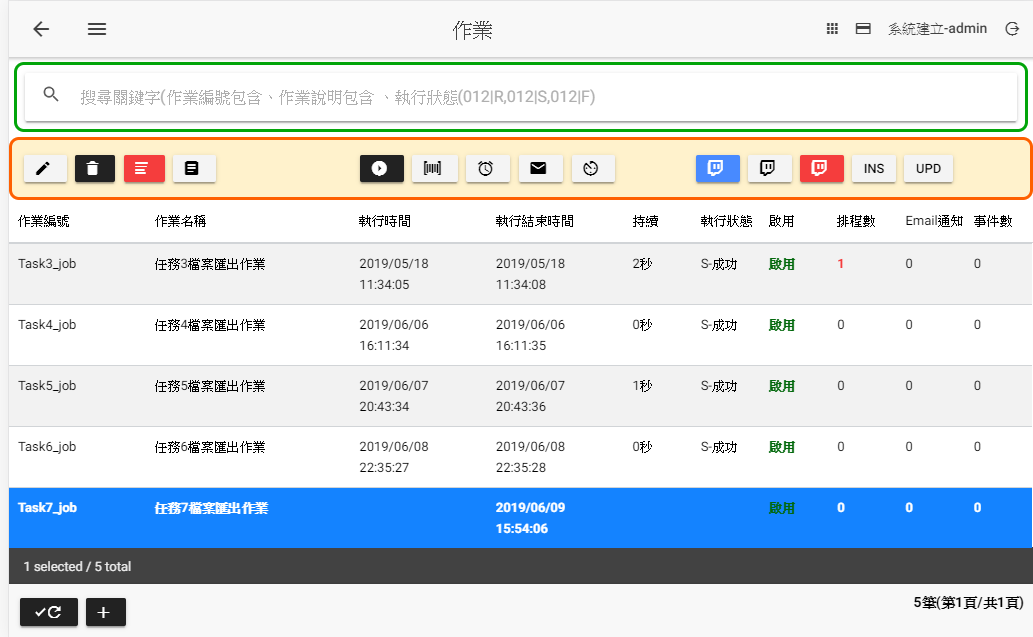 作業
系統建立-admin
搜尋關鍵字(作業編號包含、作業說明包含 、執行狀態(012|R,012|S,012|F)
INS UPD
作業編號 作業名稱 執行時間 執行結束時間 持續 執行狀態 啟用 排程數 Email通知 事件數
Task3_job 任務3檔案匯出作業 2019/05/18 2019/05/18 2秒 S-成功 啟用 1 0 0
11:34:05 11:34:08
Task4_job 任務4檔案匯出作業 2019/06/06 2019/06/06 0秒 S-成功 啟用 0 0 0
16:11:34 16:11:35
Task5_job 任務5檔案匯出作業 2019/06/07 2019/06/07 1秒 S-成功 啟用 0 0 0
20:43:34 20:43:36
Task6_job 任務6檔案匯出作業 2019/06/08 2019/06/08 0秒 S-成功 啟用 0 0 0
22:35:27 22:35:28
Task7_job 任務7檔案匯出作業 2019/06/09 啟用 0 0 0
15:54:06
1 selected / 5 total
5筆(第1頁/共1頁)